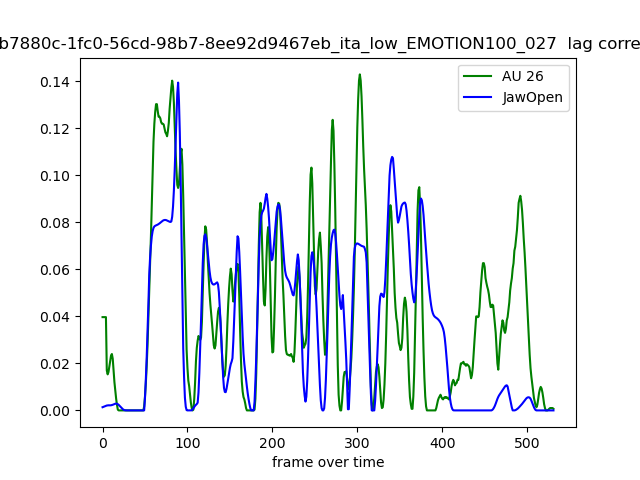 b7880c-1fc0-56cd-98b7-8ee92d9467eb_ita_low_EMOTION100_027  lag corre
AU 26
JawOpen
0.14
0.12
0.10
0.08
0.06
0.04
0.02
0.00
0 100 200 300 400 500
frame over time